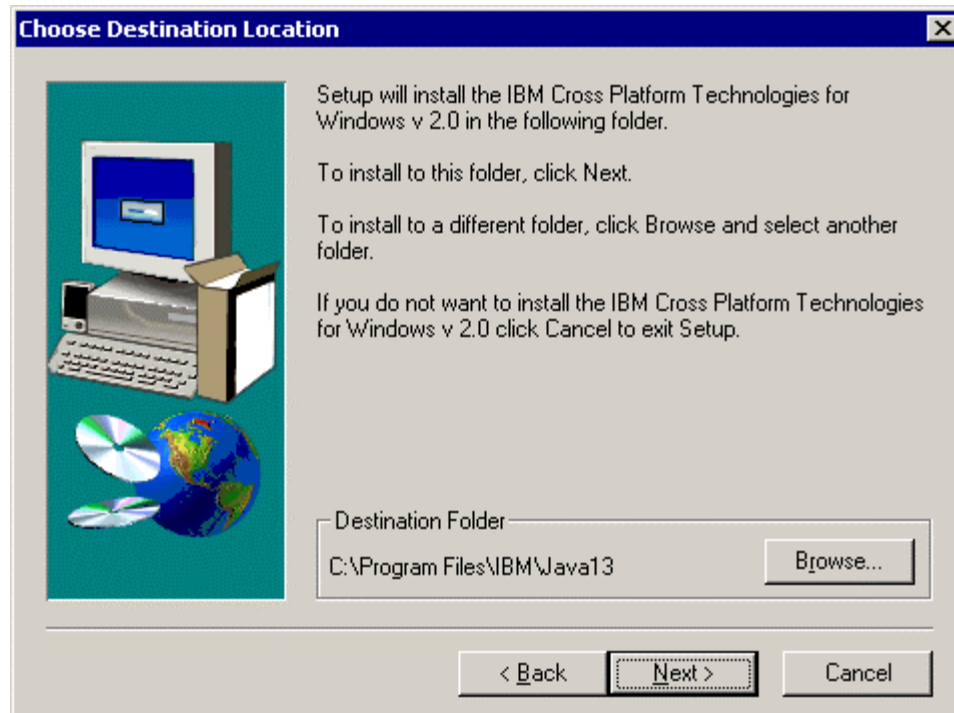 Choose Destination Location
Setup will install the IBM Cross Platform Technologies for
Windows v 2.0 in the following folder.
To install to this folder, click Next.
To install to a different folder, click Browse and select another
folder.
If you do not want to install the IBM Cross Platform Technologies
for Windows v 2.0 click Cancel to exit Setup.
Destination Folder
C:\Program Files\IBM\Java13
Browse...
< Back
Next >
Cancel